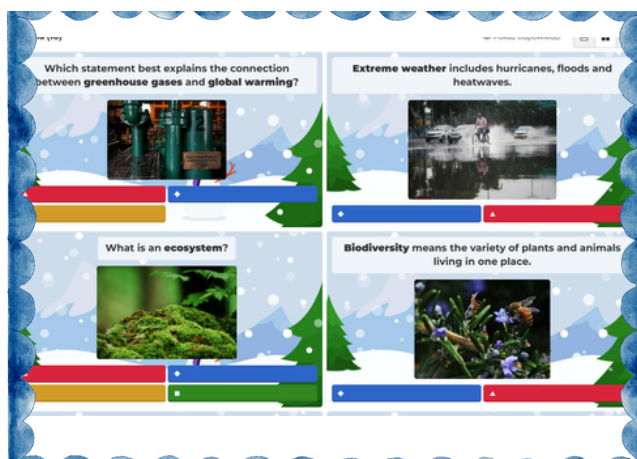 Which statement best explains the connection
between greenhouse gases and global warming?
Extreme weather includes hurricanes, floods and
heatwaves.
2
What is an ecosystem?
Biodiversity means the variety of plants and animals
living in one place.